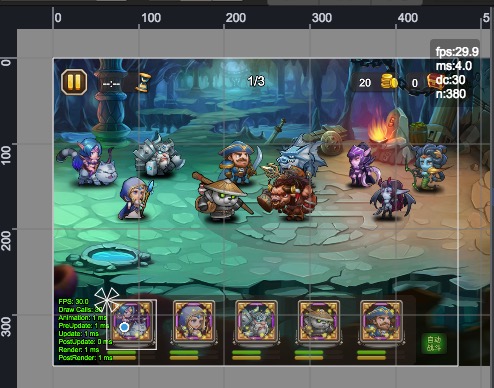 0 100 200 300 400 5
0
100
200
300
fps:29.9
ms:4.0
dc:30
n:380
--:--
1/3
20
0
FPS: 30.0
Draw Calls: 30
Animation: 1 ms
PreUpdate: 1 ms
Update: 1 ms
PostUpdate: 0 ms
Render: 1 ms
PostRender: 1 ms
自动
战斗